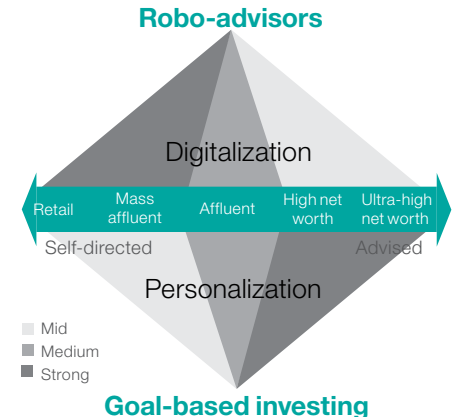 Robo-advisors
Digitalization
Retail
Mass
affluent
Affluent
High net
worth
Ultra-high
net worth
Self-directed
Advised
Personalization
Mid
Medium
Strong
Goal-based investing